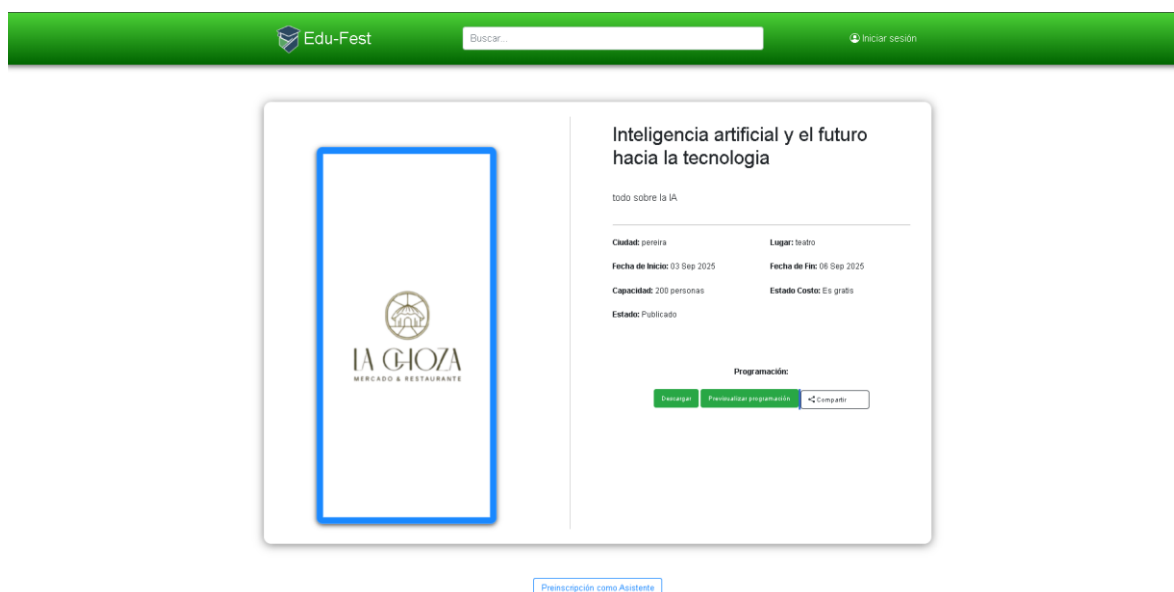 Edu-Fest
Buscar...
Iniciar sesión
Inteligencia artificial y el futuro
hacia la tecnologia
todo sobre la IA
Ciudad: pereira
Lugar: teatro
Fecha de Inicio: 03 Sep 2025
Fecha de Fin: 06 Sep 2025
Capacidad: 200 personas
Estado Costo: Es gratis
Estado: Publicado
LA CHOZA
MERCADO & RESTAURANTE
Programación:
Descargar
Previsualizar programación
Compartir
Preinscripción como Asistente